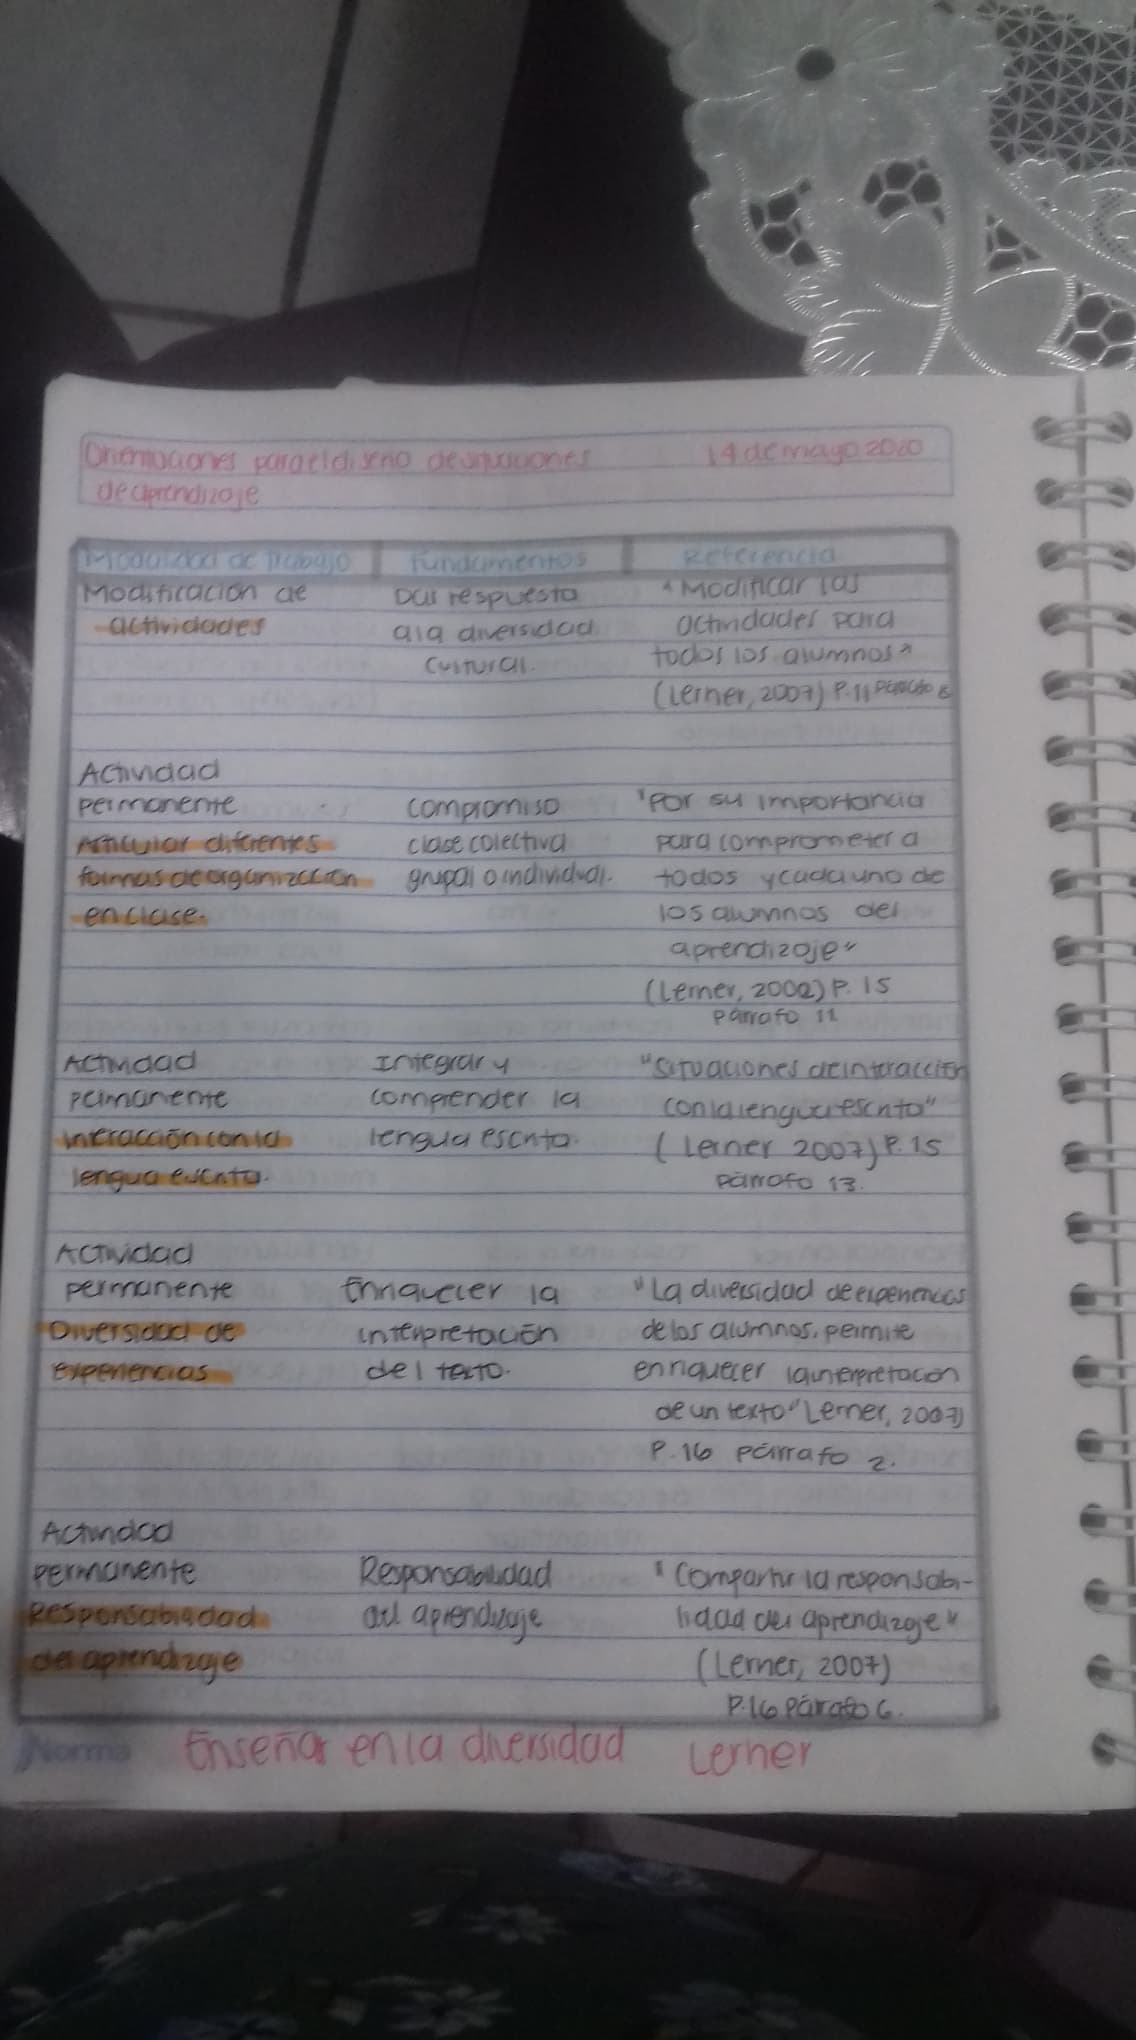 Orientaciones para el diseño de situaciones 14 de mayo 2020
de aprendizaje
Modalidad de Trabajo Fundamentos Referencia
Modificación de Dar respuesta "Modificar las
actividades a la diversidad actividades para
cultural. todos los alumnos"
(Lerner, 2007) P. 11 párrafo 6
Actividad
permanente compromiso "Por su importancia
Articular diferentes clase colectiva para comprometer a
formas de organización grupal o individual. todos y cada uno de
en clase. los alumnos del
aprendizaje"
(Lerner, 2002) P. 15
párrafo 11
Actividad Integrar y "Situaciones de interacción
permanente comprender la con la lengua escrita"
interacción con la lengua escrita. (Lerner 2007) P. 15
lengua escrita. párrafo 13.
Actividad
permanente Enriquecer la "La diversidad de experiencias
Diversidad de interpretación de los alumnos, permite
experiencias del texto. enriquecer la interpretación
de un texto" Lerner, 2007)
P. 16 párrafo 2.
Actividad
permanente Responsabilidad "Compartir la responsabi-
Responsabilidad del aprendizaje lidad del aprendizaje"
del aprendizaje (Lerner, 2007)
P. 16 párrafo 6.
Norma Enseñar en la diversidad Lerner